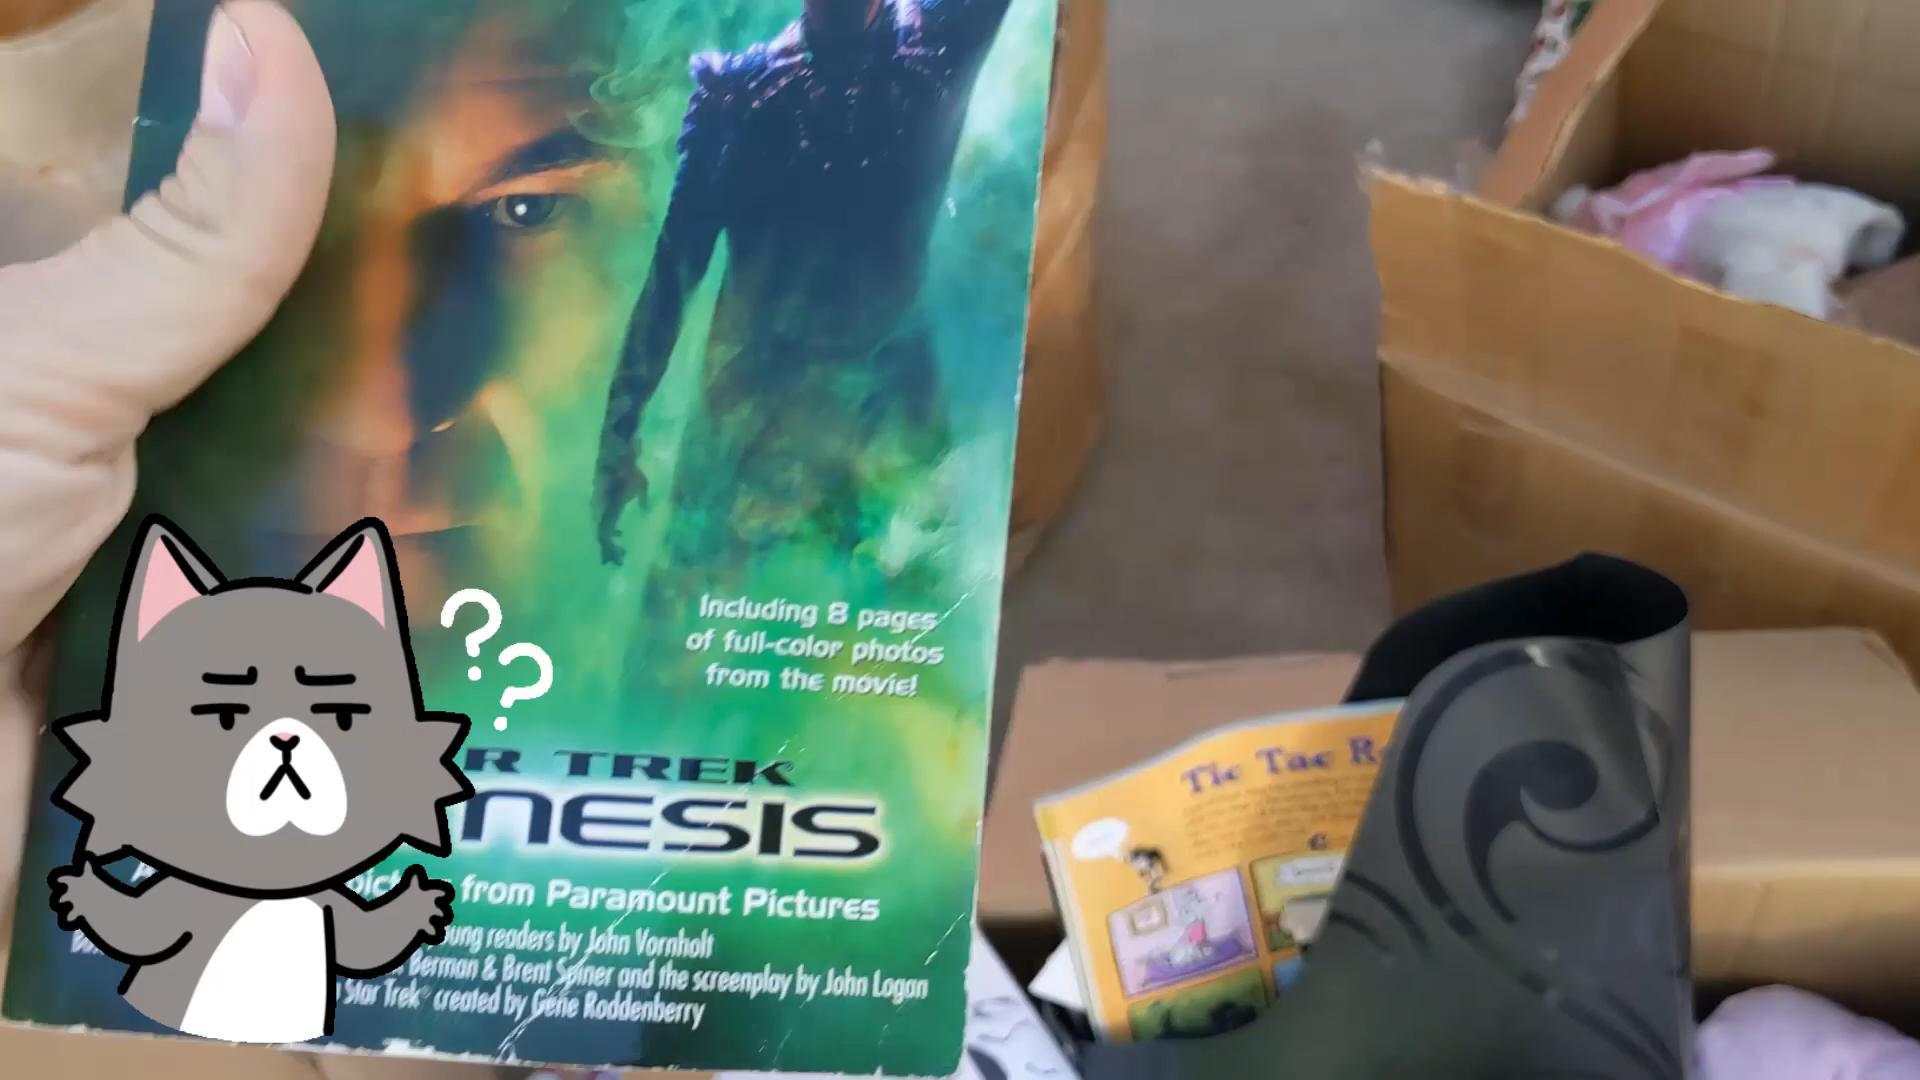 Including 8 pages
of full-color photos
from the movie!
R TREK
NESIS
from Paramount Pictures
readers by John Vornholt
Berman & Brent Spiner and the screenplay by John Logan
Star Trek created by Gene Roddenberry
Tic Tac
??